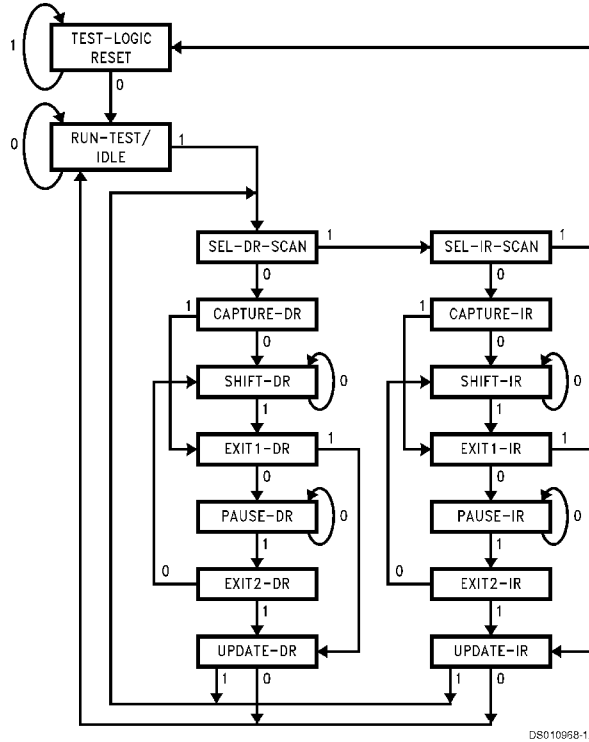 TEST-LOGIC
RESET
1
0
RUN-TEST/
IDLE
0
1
SEL-DR-SCAN
1
0
SEL-IR-SCAN
1
0
CAPTURE-DR
1
0
CAPTURE-IR
1
0
SHIFT-DR
0
1
SHIFT-IR
0
1
EXIT1-DR
1
0
EXIT1-IR
1
0
PAUSE-DR
0
1
PAUSE-IR
0
1
EXIT2-DR
0
1
EXIT2-IR
0
1
UPDATE-DR
1
0
UPDATE-IR
1
0